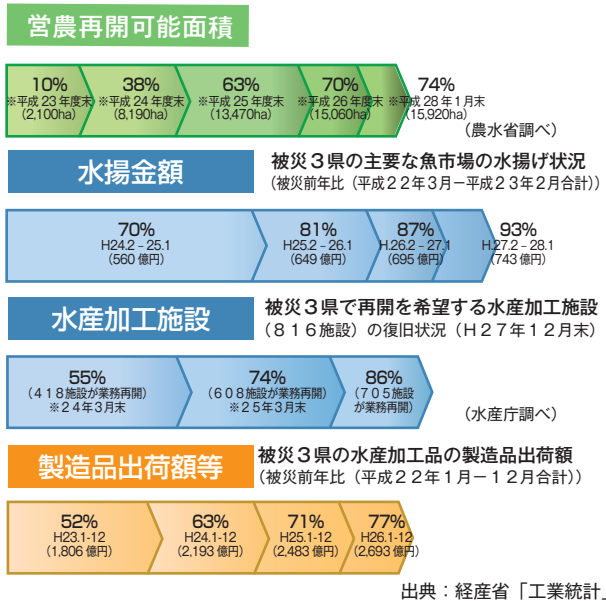 営農再開可能面積
10% 38% 63% 70% 74%
※平成23年度末 ※平成24年度末 ※平成25年度末 ※平成26年度末 ※平成28年1月末
(2,100ha) (8,190ha) (13,470ha) (15,060ha) (15,920ha)
(農水省調べ)
水揚金額
被災3県の主要な魚市場の水揚げ状況
(被災前年比(平成22年3月－平成23年2月合計))
70% 81% 87% 93%
H24.2－25.1 H25.2－26.1 H.26.2－27.1 H.27.2－28.1
(560億円) (649億円) (695億円) (743億円)
水産加工施設
被災3県で再開を希望する水産加工施設
(816施設)の復旧状況(H27年12月末)
55% 74% 86%
(418施設が業務再開) (608施設が業務再開) (705施設
※24年3月末 ※25年3月末 が業務再開)
(水産庁調べ)
製造品出荷額等
被災3県の水産加工品の製造品出荷額
(被災前年比(平成22年1月－12月合計))
52% 63% 71% 77%
H23.1-12 H24.1-12 H25.1-12 H26.1-12
(1,806億円) (2,193億円) (2,483億円) (2,693億円)
出典：経産省「工業統計」